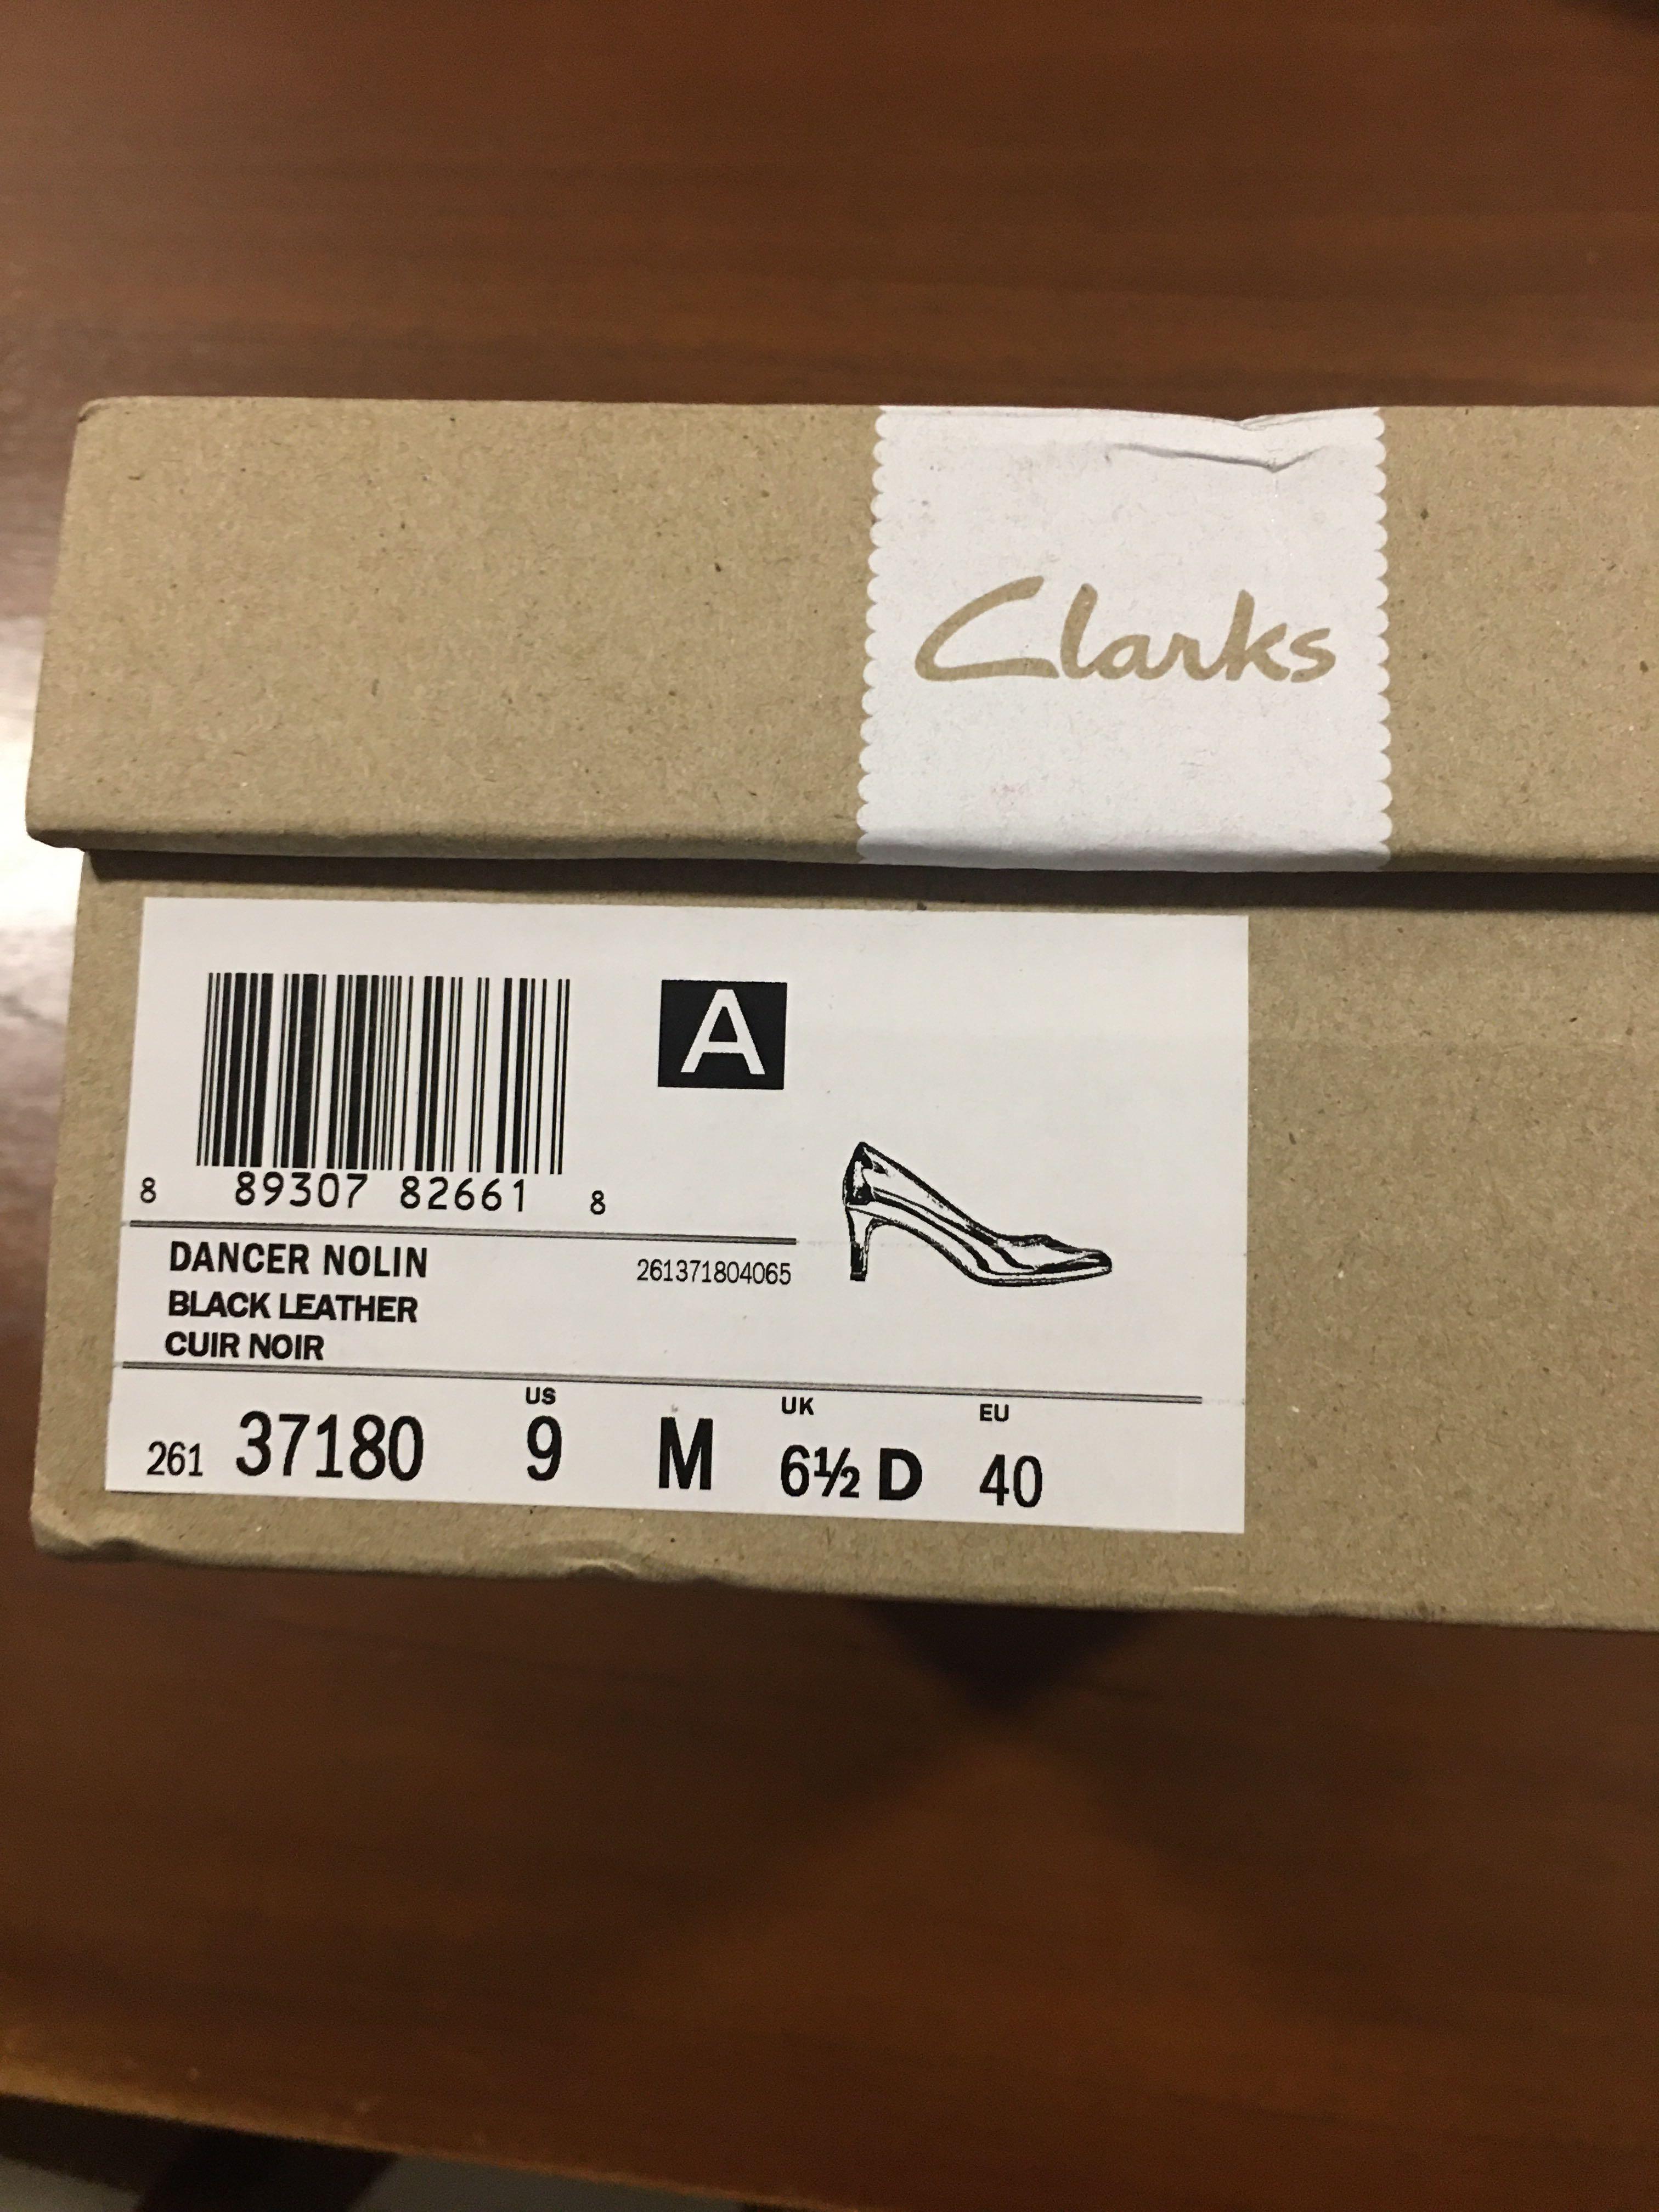 Clarks
A
8 89307 82661 8
DANCER NOLIN 261371804065
BLACK LEATHER
CUIR NOIR
US UK EU
261 37180 9 M 6½ D 40